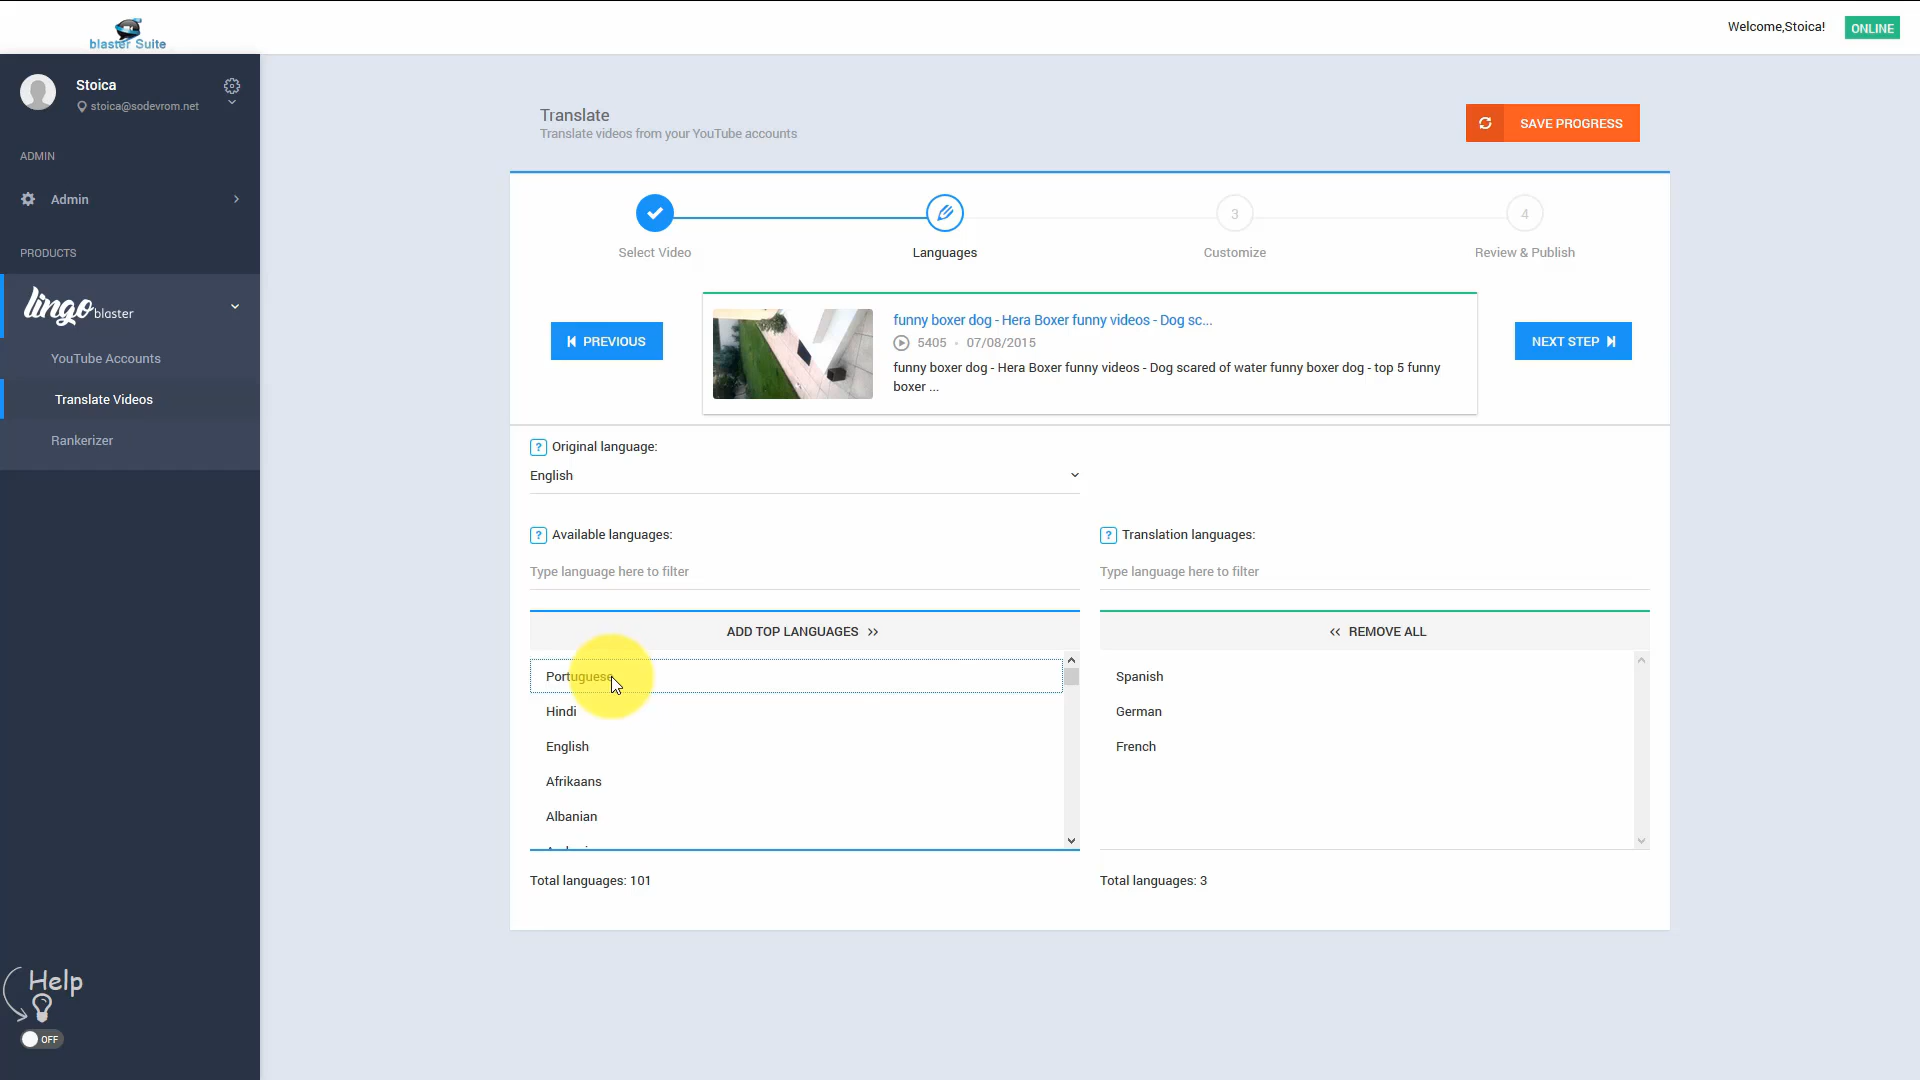 blaster Suite
Welcome,Stoica!
ONLINE
Stoica
stoica@sodevrom.net
ADMIN
Admin
PRODUCTS
lingo blaster
YouTube Accounts
Translate Videos
Rankerizer
Help
OFF
Translate
Translate videos from your YouTube accounts
SAVE PROGRESS
3
4
Select Video
Languages
Customize
Review & Publish
PREVIOUS
funny boxer dog - Hera Boxer funny videos - Dog sc...
5405 • 07/08/2015
funny boxer dog - Hera Boxer funny videos - Dog scared of water funny boxer dog - top 5 funny
boxer ...
NEXT STEP
? Original language:
English
? Available languages:
Type language here to filter
ADD TOP LANGUAGES >>
Portuguese
Hindi
English
Afrikaans
Albanian
Total languages: 101
? Translation languages:
Type language here to filter
<< REMOVE ALL
Spanish
German
French
Total languages: 3